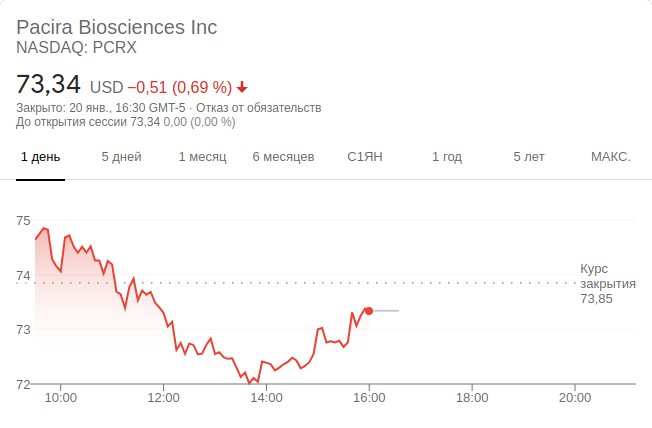 Pacira Biosciences Inc
NASDAQ: PCRX
73,34 USD −0,51 (0,69 %)
Закрыто: 20 янв., 16:30 GMT-5 · Отказ от обязательств
До открытия сессии 73,34 0,00 (0,00 %)
1 день 5 дней 1 месяц 6 месяцев С1ЯН 1 год 5 лет МАКС.
75
74
73
72
Курс
закрытия
73,85
10:00 12:00 14:00 16:00 18:00 20:00